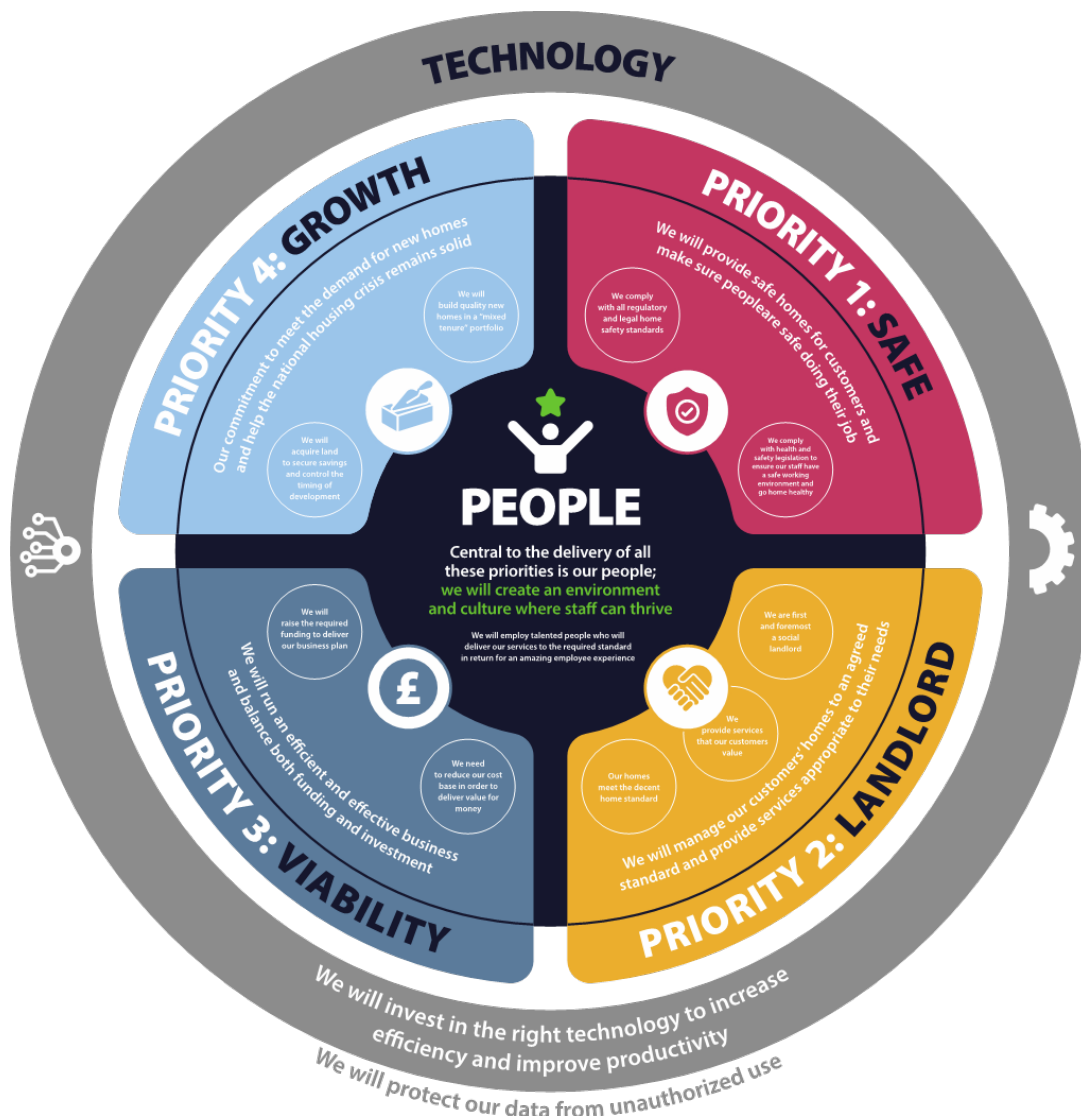 TECHNOLOGY
PRIORITY 1: SAFE
We will provide safe homes for customers and
make sure peopleare safe doing their job
We comply
with all regulatory
and legal home
safety standards
We comply
with health and
safety legislation to
ensure our staff have
a safe working
environment and
go home healthy
PRIORITY 2: LANDLORD
We will manage our customers' homes to an agreed
standard and provide services appropriate to their needs
We are first
and foremost
a social
landlord
We
provide services
that our customers
value
Our homes
meet the decent
home standard
PRIORITY 3: VIABILITY
We will run an efficient and effective business
and balance both funding and investment
We will
raise the required
funding to deliver
our business plan
We need
to reduce our cost
base in order to
deliver value for
money
PRIORITY 4: GROWTH
Our commitment to meet the demand for new homes
and help the national housing crisis remains solid
We will
build quality new
homes in a "mixed
tenure" portfolio
We will
acquire land
to secure savings
and control the
timing of
development
PEOPLE
Central to the delivery of all
these priorities is our people;
we will create an environment
and culture where staff can thrive
We will employ talented people who will
deliver our services to the required standard
in return for an amazing employee experience
£
We will invest in the right technology to increase
efficiency and improve productivity
We will protect our data from unauthorized use